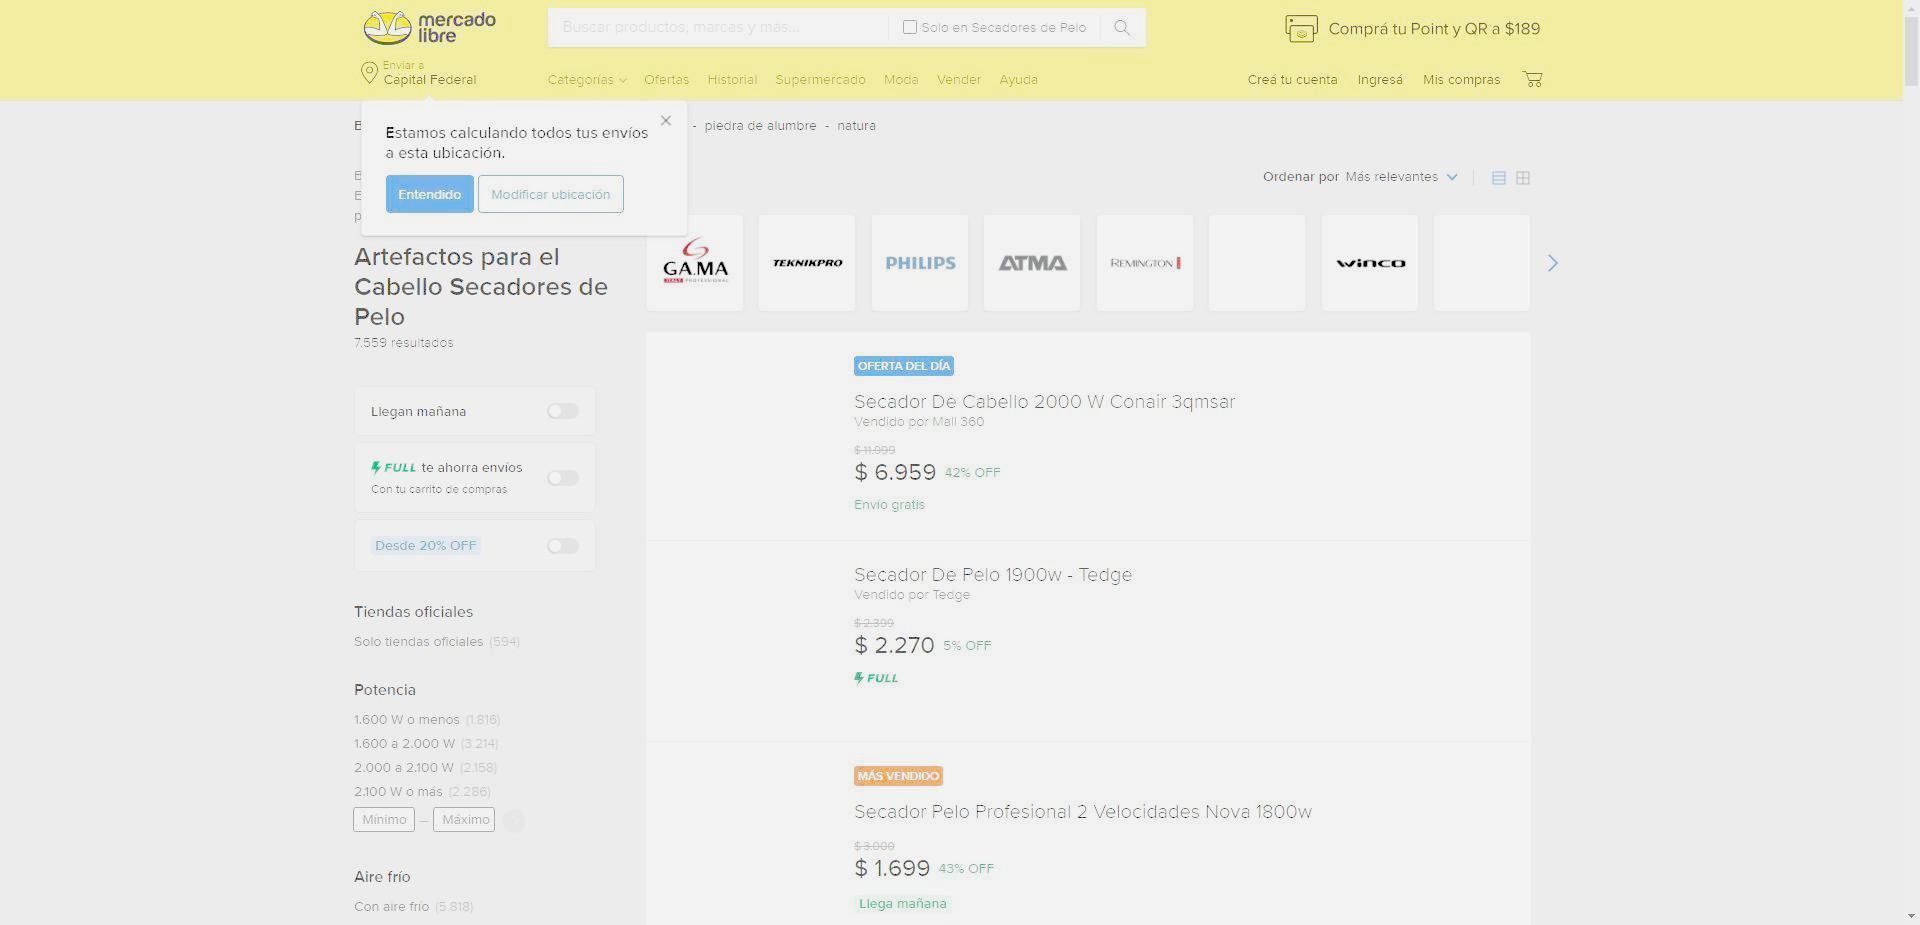 mercado
libre
Buscar productos, marcas y más...
Solo en Secadores de Pelo
Comprá tu Point y QR a $189
Enviar a
Capital Federal
Categorías
Ofertas
Historial
Supermercado
Moda
Vender
Ayuda
Creá tu cuenta
Ingresá
Mis compras
- piedra de alumbre - natura
Estamos calculando todos tus envíos
a esta ubicación.
Entendido
Modificar ubicación
Ordenar por Más relevantes
GA.MA
ITALY PROFESSIONAL
TEKNIKPRO
PHILIPS
ATMA
REMINGTON
WINCO
Artefactos para el
Cabello Secadores de
Pelo
7.559 resultados
Llegan mañana
FULL te ahorra envíos
Con tu carrito de compras
Desde 20% OFF
Tiendas oficiales
Solo tiendas oficiales (594)
Potencia
1.600 W o menos (1.816)
1.600 a 2.000 W (3.214)
2.000 a 2.100 W (2.158)
2.100 W o más (2.286)
Mínimo – Máximo
Aire frío
Con aire frío (5.818)
OFERTA DEL DÍA
Secador De Cabello 2000 W Conair 3qmsar
Vendido por Mall 360
$ 11.999
$ 6.959 42% OFF
Envío gratis
Secador De Pelo 1900w - Tedge
Vendido por Tedge
$ 2.399
$ 2.270 5% OFF
FULL
MÁS VENDIDO
Secador Pelo Profesional 2 Velocidades Nova 1800w
$ 3.000
$ 1.699 43% OFF
Llega mañana